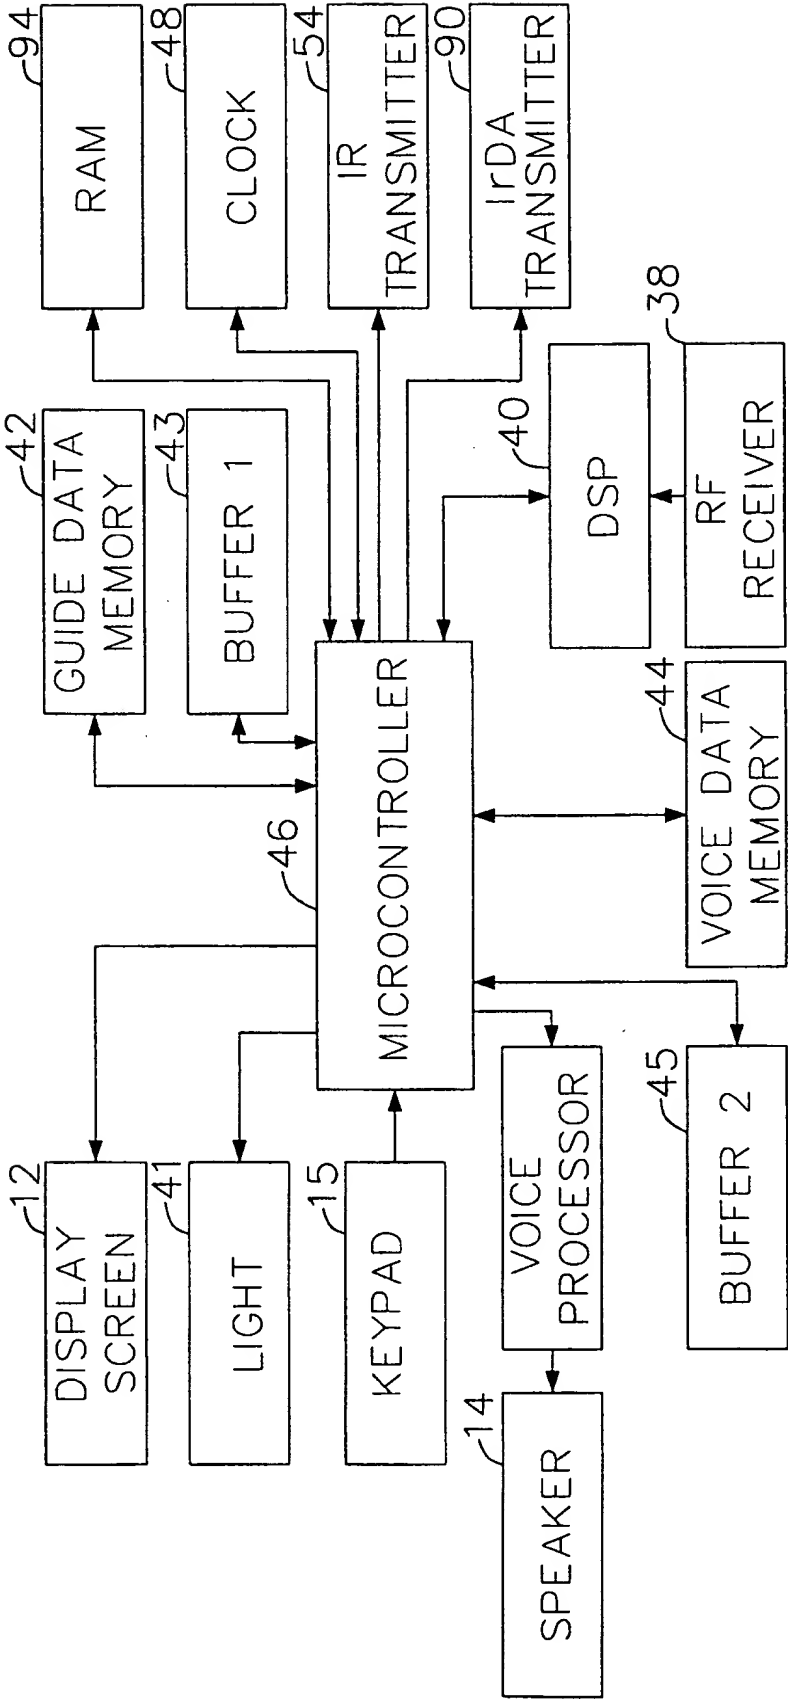 12
DISPLAY
SCREEN
42
GUIDE DATA
MEMORY
94
RAM
41
LIGHT
43
BUFFER 1
48
CLOCK
46
MICROCONTROLLER
15
KEYPAD
54
IR
TRANSMITTER
90
IrDA
TRANSMITTER
14
SPEAKER
VOICE
PROCESSOR
40
DSP
45
BUFFER 2
44
VOICE DATA
MEMORY
38
RF
RECEIVER